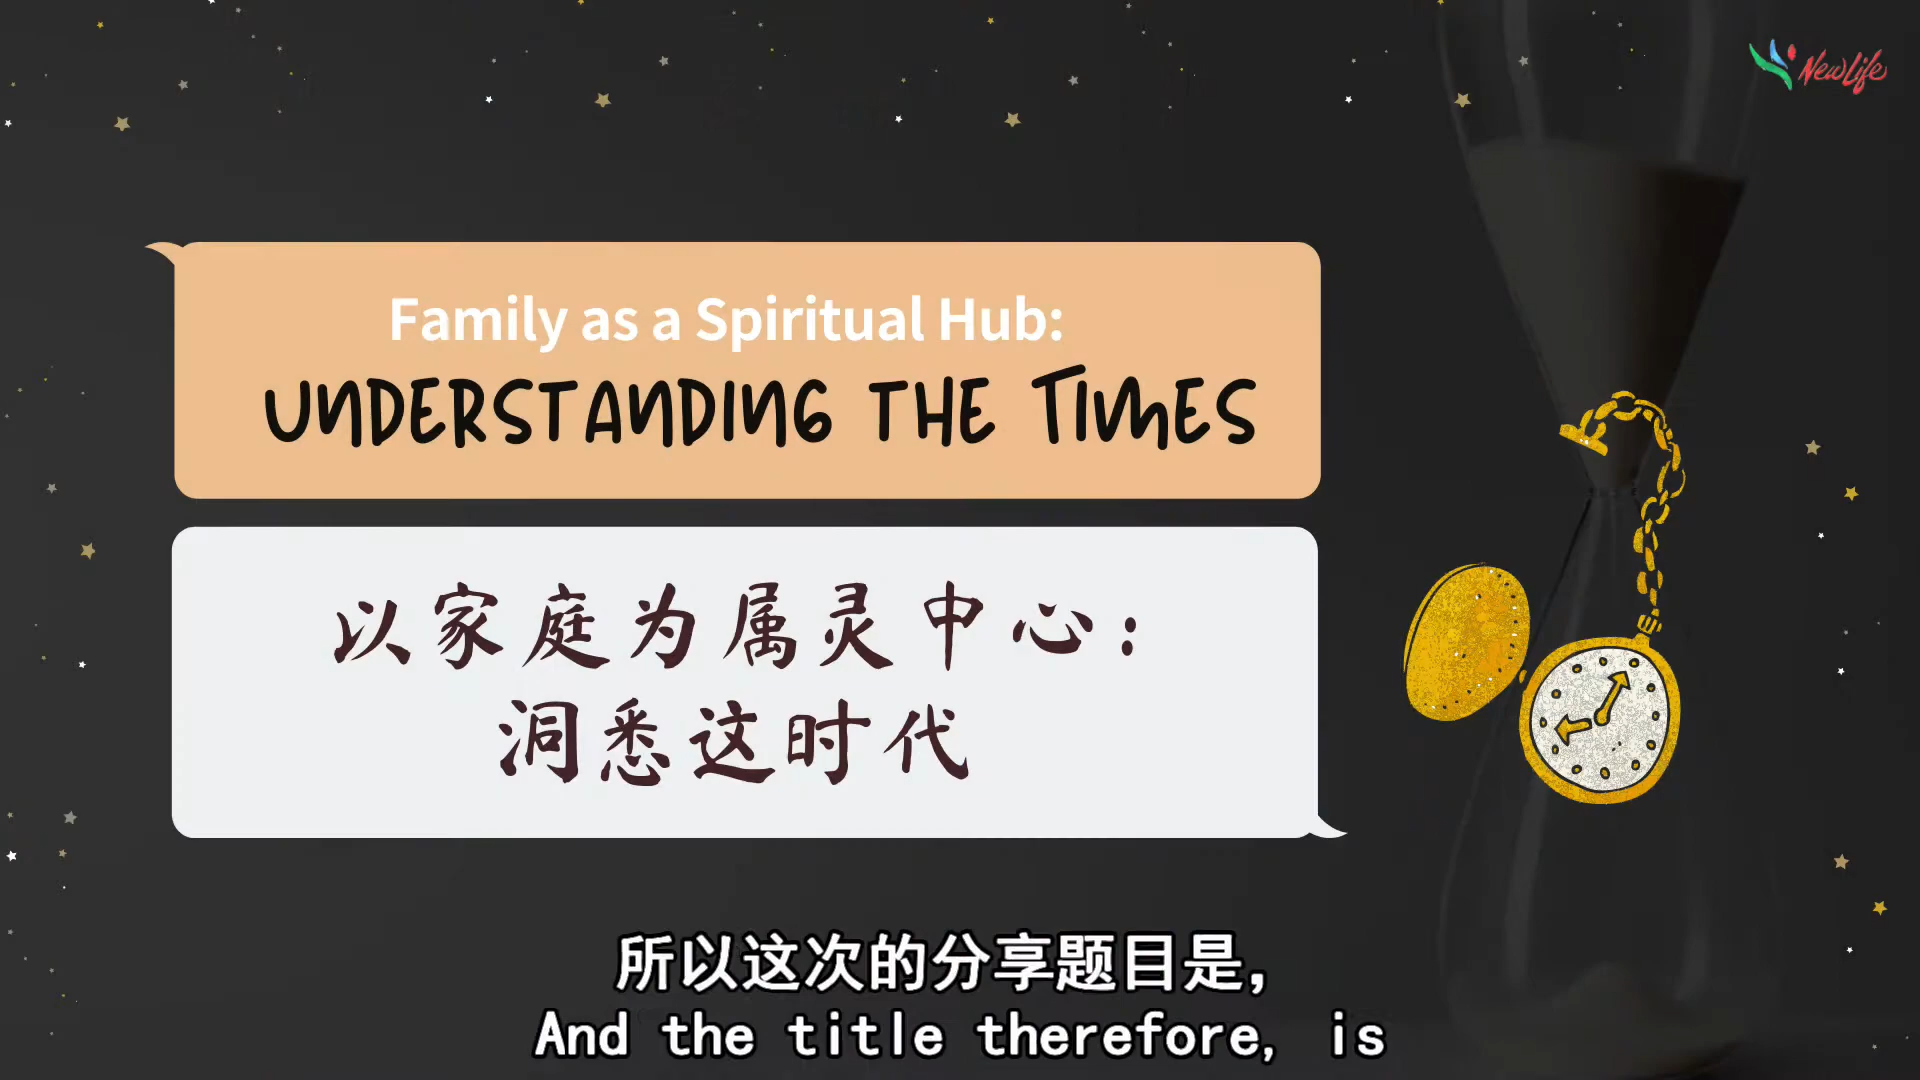 NewLife
Family as a Spiritual Hub:
UNDERSTANDING THE TIMES
以家庭为属灵中心：
洞悉这时代
所以这次的分享题目是，
And the title therefore, is